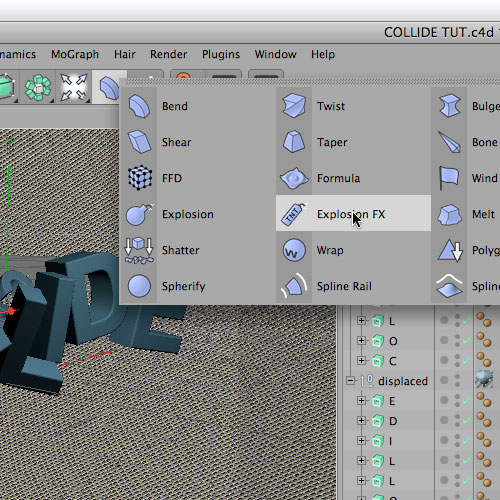 COLLIDE TUT.c4d
namics MoGraph Hair Render Plugins Window Help
Bend Twist Bulge
Shear Taper Bone
FFD Formula Wind
Explosion Explosion FX Melt
TNT
Shatter Wrap Polyg
Spherify Spline Rail Spline
L
O
C
displaced
E
D
I
L
L